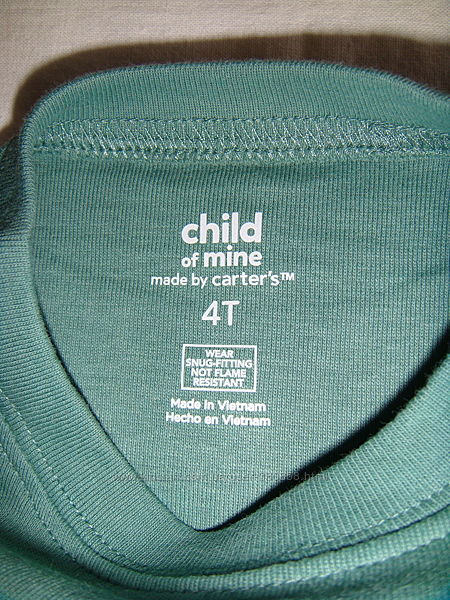 child
of mine
made by carter's™
4T
WEAR
SNUG-FITTING
NOT FLAME
RESISTANT
Made in Vietnam
Hecho en Vietnam